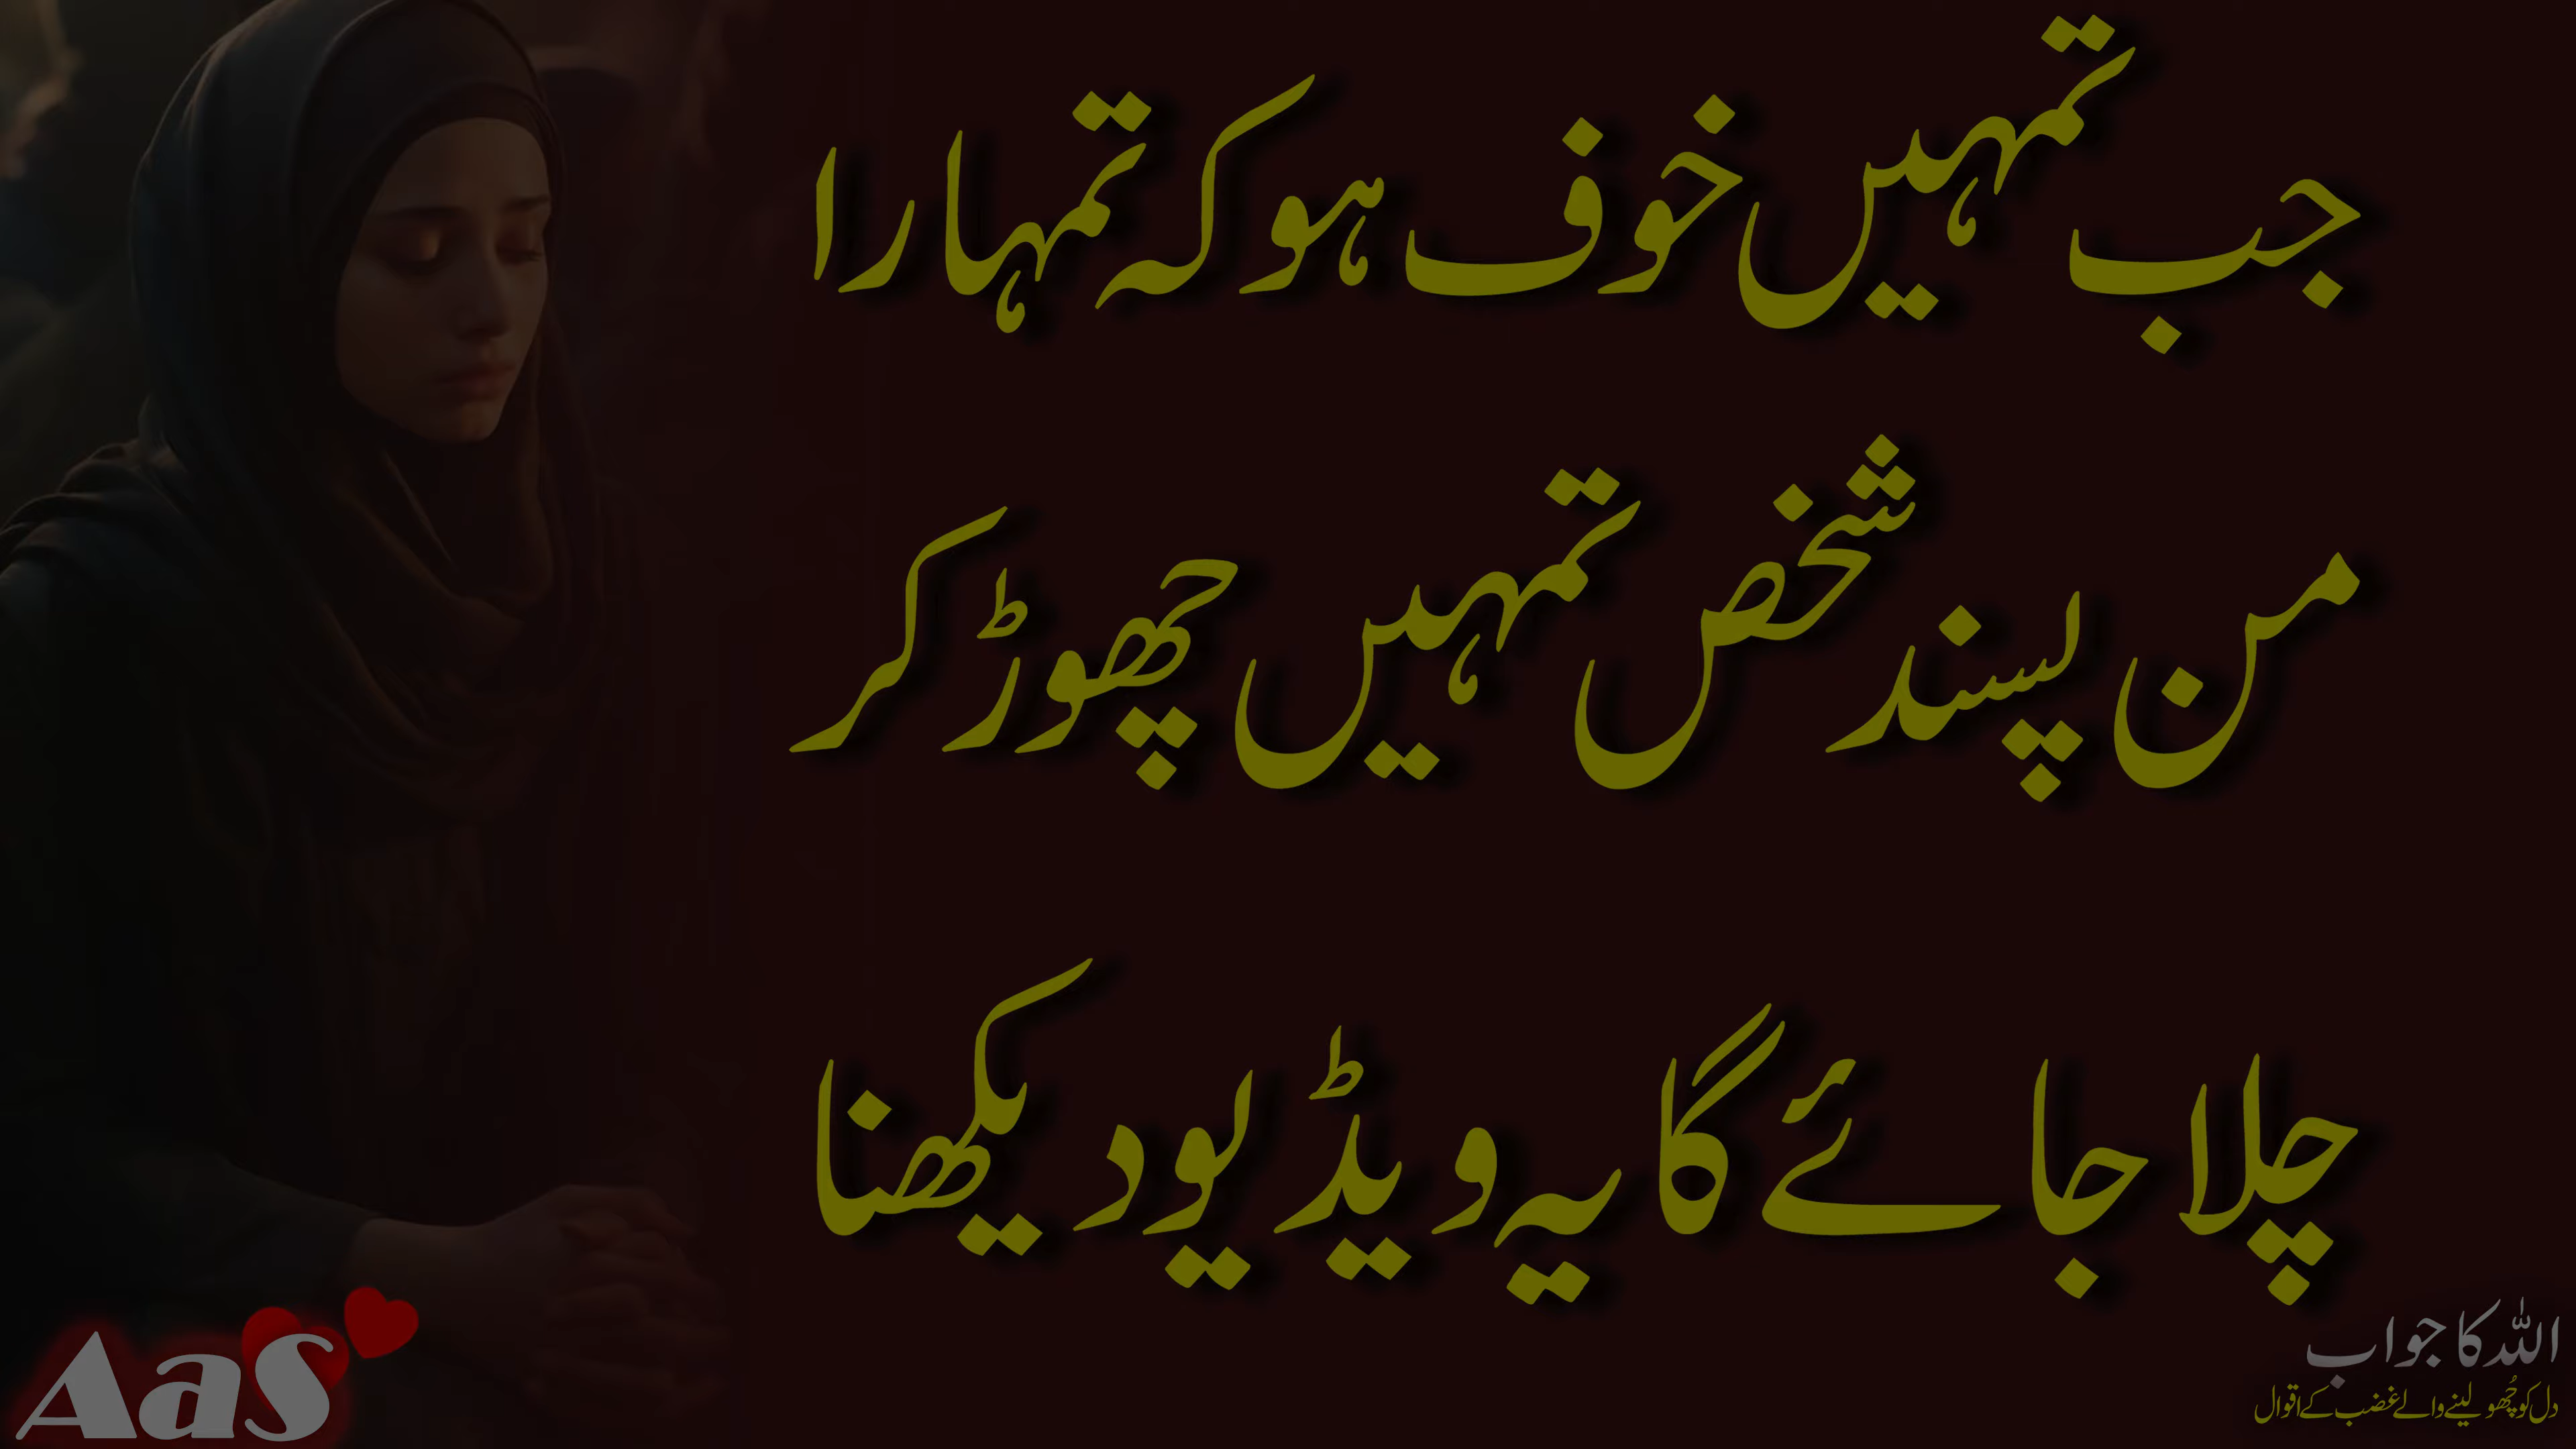 جب تمہیں خوف ہو کہ تمہارا
من پسند شخص تمہیں چھوڑ کر
چلا جائے گا یہ ویڈیو دیکھنا
AaS
اللہ کا جواب
دل کو چُھو لینے والے غضب کے اقوال